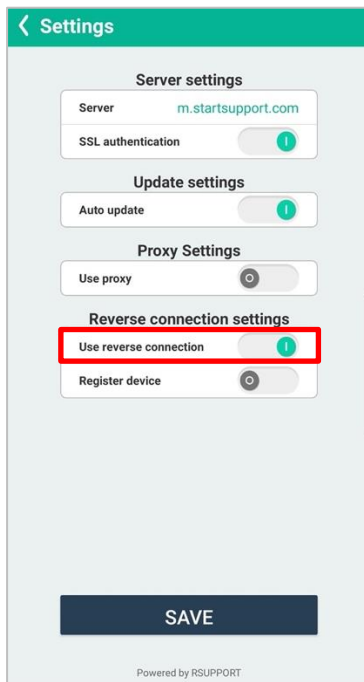 Settings
Server settings
Server m.startsupport.com
SSL authentication
Update settings
Auto update
Proxy Settings
Use proxy
Reverse connection settings
Use reverse connection
Register device
SAVE
Powered by RSUPPORT